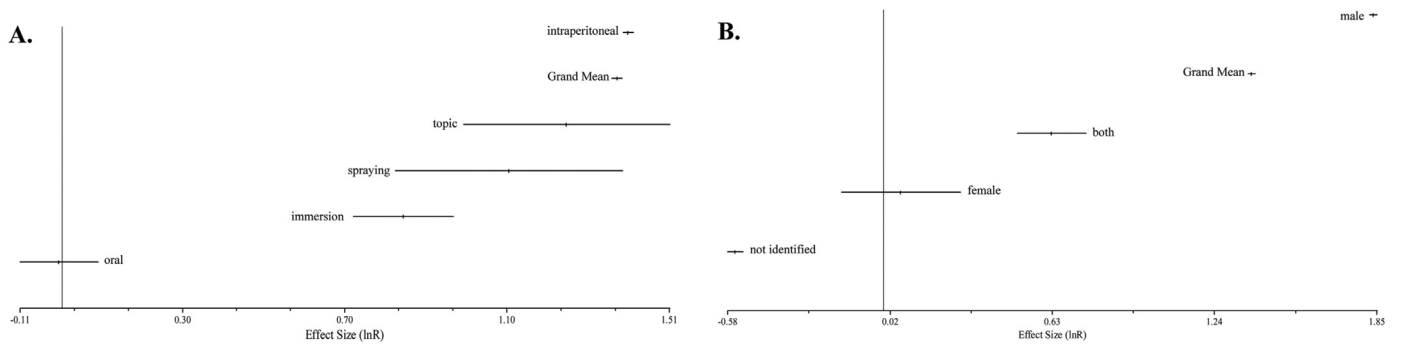 A.
intraperitoneal
Grand Mean
topic
spraying
immersion
oral
-0.11 0.30 0.70 1.10 1.51
Effect Size (lnR)
B.
male
Grand Mean
both
female
not identified
-0.58 0.02 0.63 1.24 1.85
Effect Size (lnR)